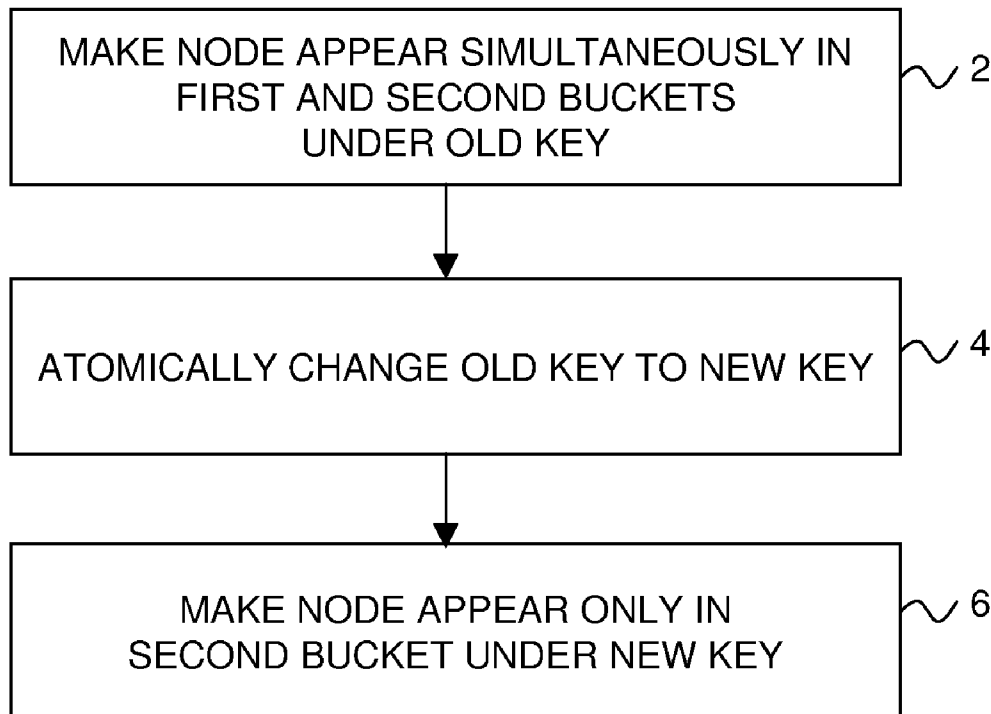 MAKE NODE APPEAR SIMULTANEOUSLY IN
FIRST AND SECOND BUCKETS
UNDER OLD KEY
2
ATOMICALLY CHANGE OLD KEY TO NEW KEY
4
MAKE NODE APPEAR ONLY IN
SECOND BUCKET UNDER NEW KEY
6